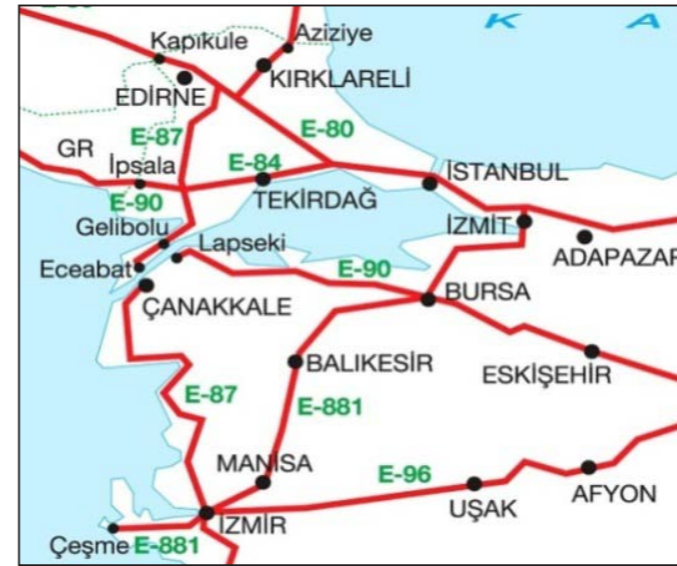 K A
Kapıkule
Aziziye
EDİRNE
KIRKLARELİ
E-87
E-80
GR
İpsala
E-84
İSTANBUL
E-90
TEKİRDAĞ
Gelibolu
Lapseki
İZMİT
Eceabat
E-90
ADAPAZAR
ÇANAKKALE
BURSA
BALIKESİR
ESKİŞEHİR
E-87
E-881
MANİSA
E-96
UŞAK
AFYON
İZMİR
Çeşme
E-881